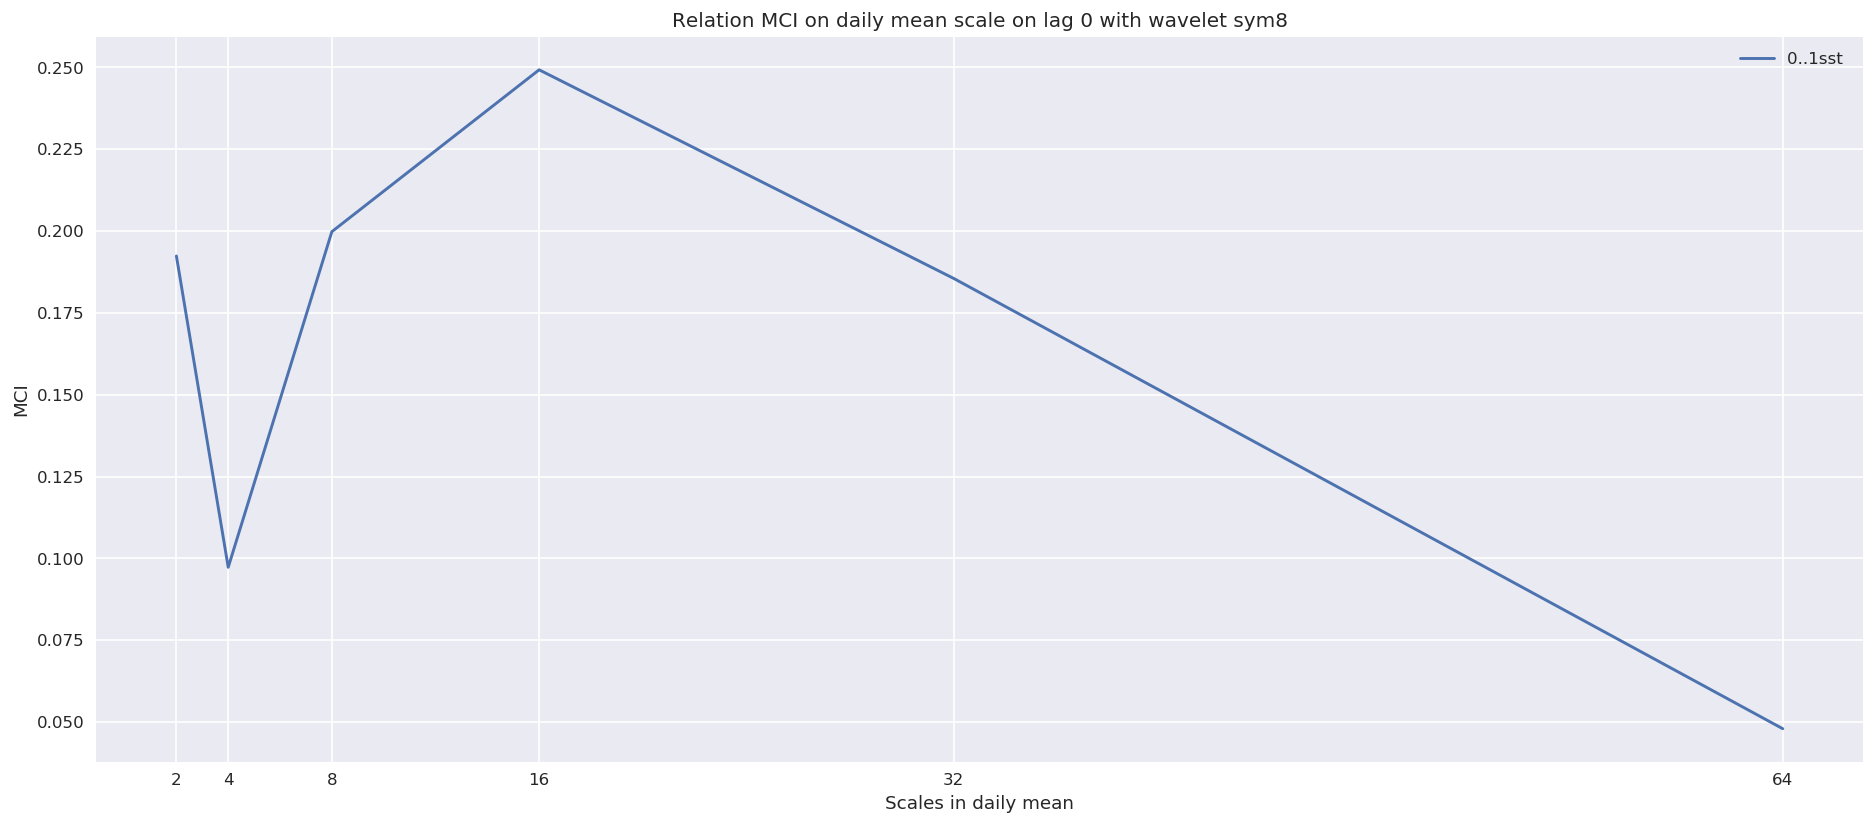 Relation MCI on daily mean scale on lag 0 with wavelet sym8
0..1sst
0.250
0.225
0.200
0.175
0.150
0.125
0.100
0.075
0.050
MCI
2 4 8 16 32 64
Scales in daily mean